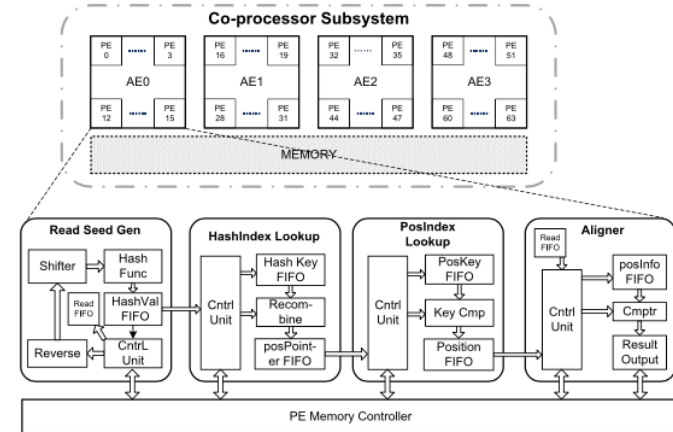 Co-processor Subsystem
PE 0
PE 3
AE0
PE 12
PE 15
PE 16
PE 19
AE1
PE 28
PE 31
PE 32
PE 35
AE2
PE 44
PE 47
PE 48
PE 51
AE3
PE 60
PE 63
MEMORY
Read Seed Gen
Shifter
Hash
Func
Read
FIFO
HashVal
FIFO
Reverse
CntrL
Unit
HashIndex Lookup
Cntrl
Unit
Hash Key
FIFO
Recom-
bine
posPoint-
er FIFO
PosIndex
Lookup
Cntrl
Unit
PosKey
FIFO
Key Cmp
Position
FIFO
Aligner
Read
FIFO
Cntrl
Unit
posInfo
FIFO
Cmptr
Result
Output
PE Memory Controller